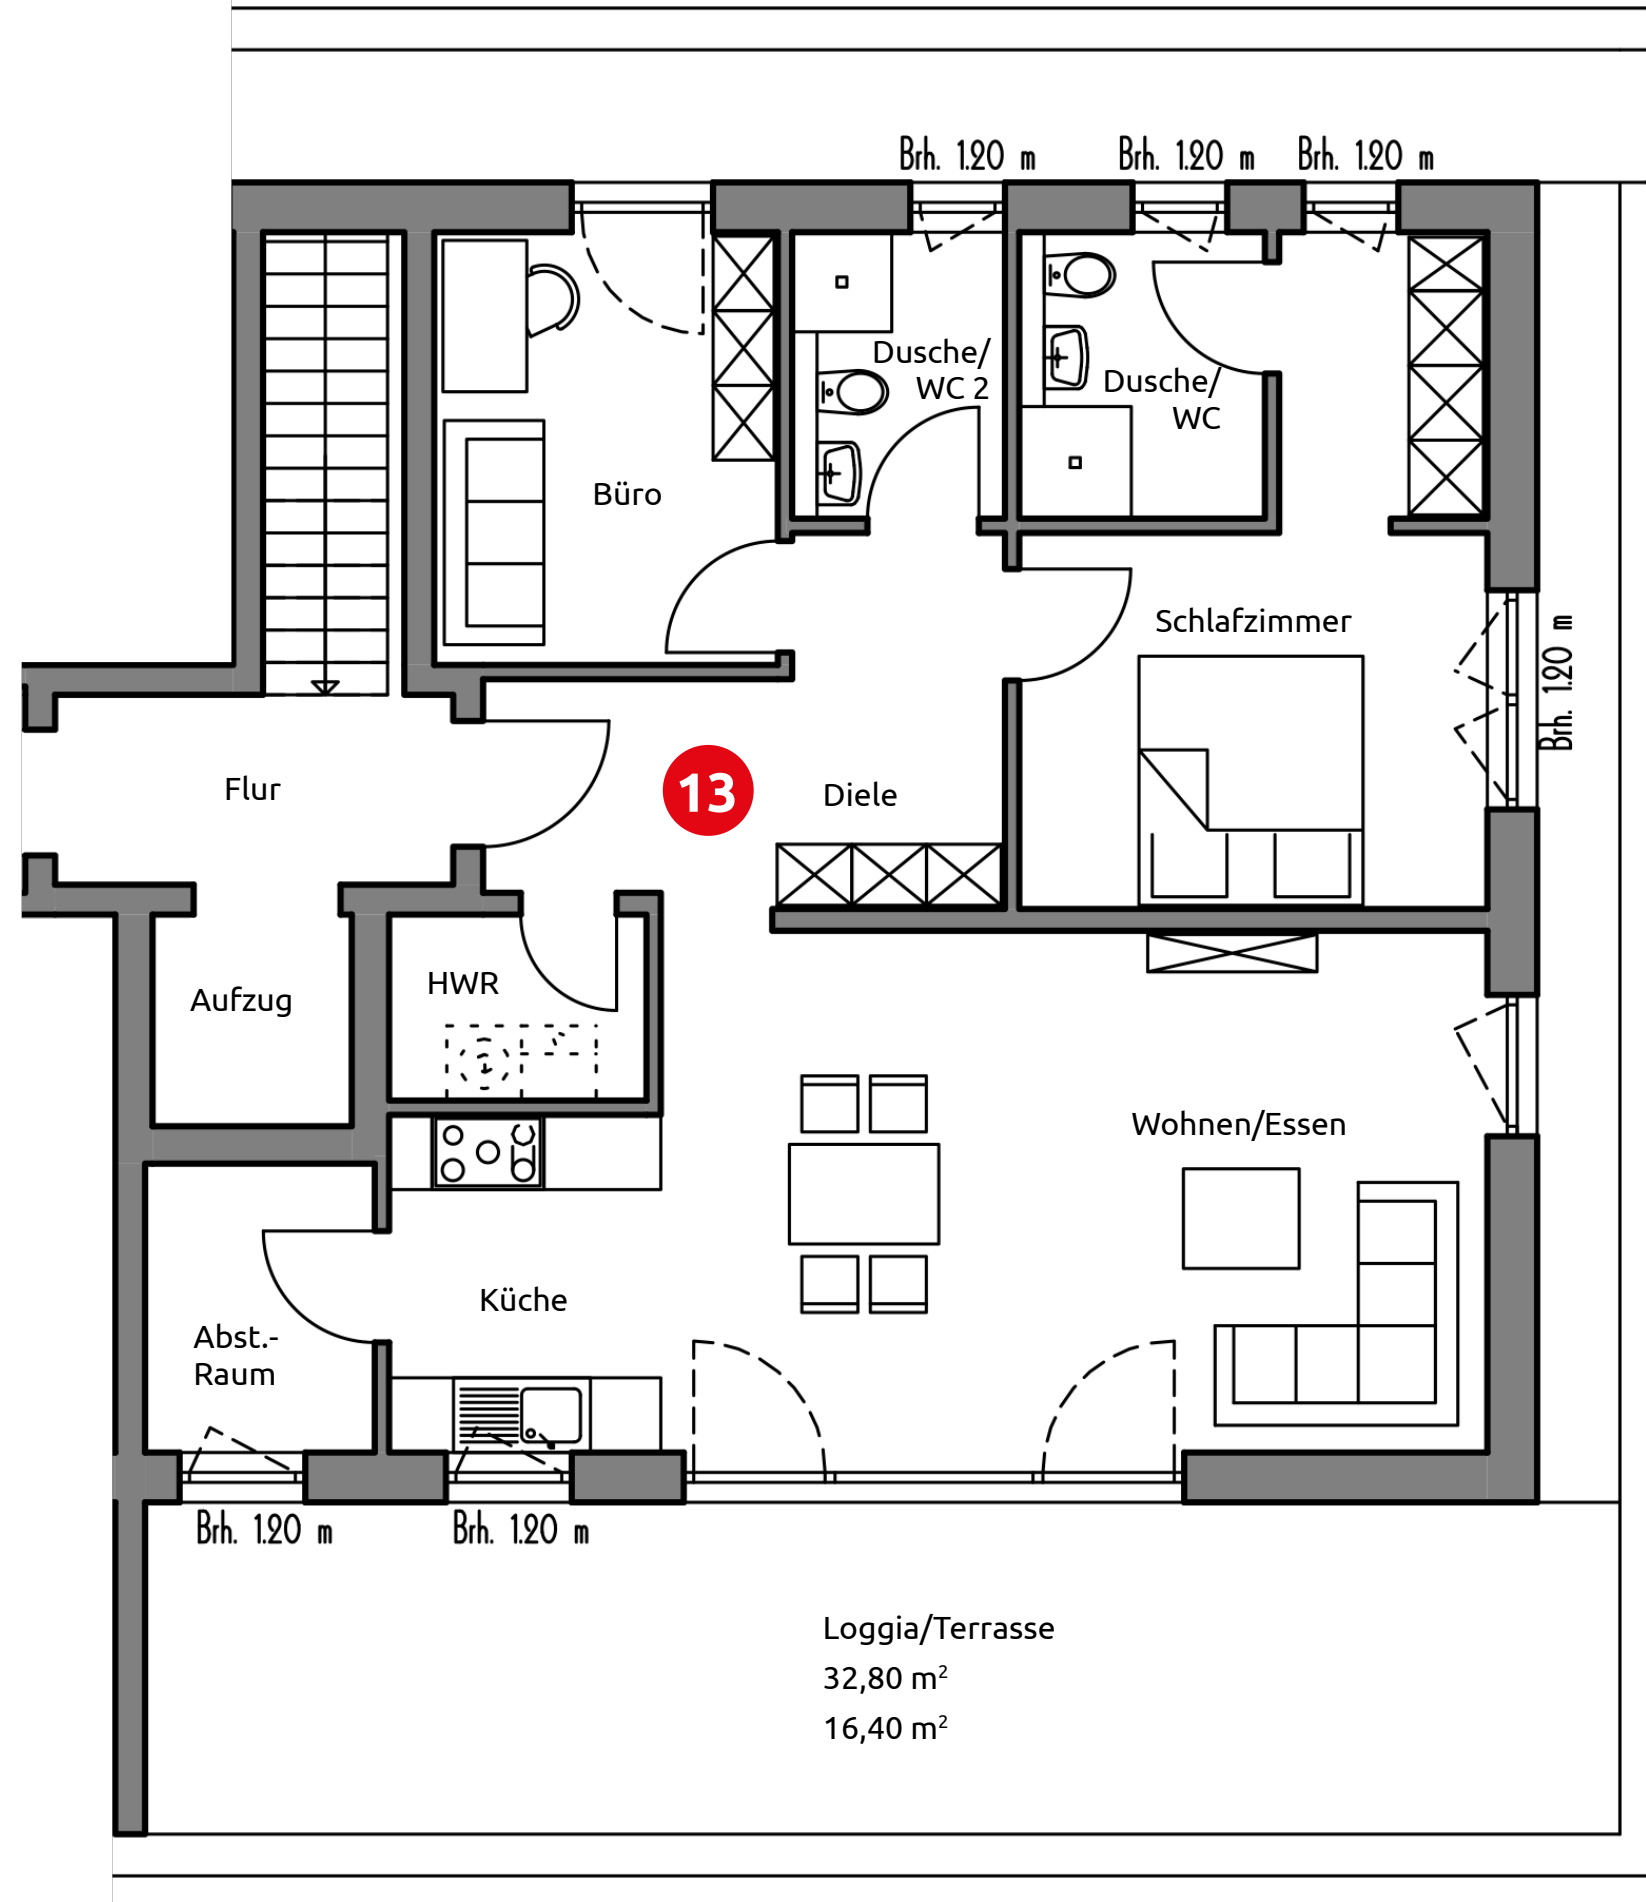 Brh. 1.20 m
Brh. 1.20 m
Brh. 1.20 m
Dusche/
WC 2
Dusche/
WC
Büro
Schlafzimmer
Brh. 1.20 m
Flur
13
Diele
HWR
Aufzug
Wohnen/Essen
Küche
Abst.-
Raum
Brh. 1.20 m
Brh. 1.20 m
Loggia/Terrasse
32,80 m²
16,40 m²